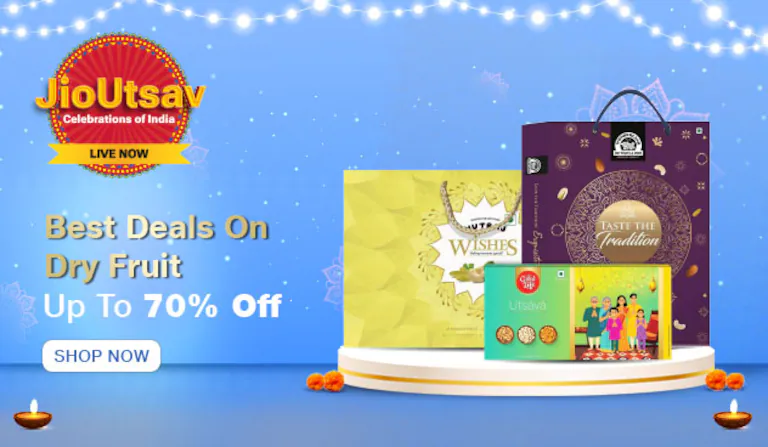 JioUtsav
Celebrations of India
LIVE NOW
Best Deals On
Dry Fruit
Up To 70% Off
SHOP NOW
WISHES
TASTE THE
Tradition
Utsava